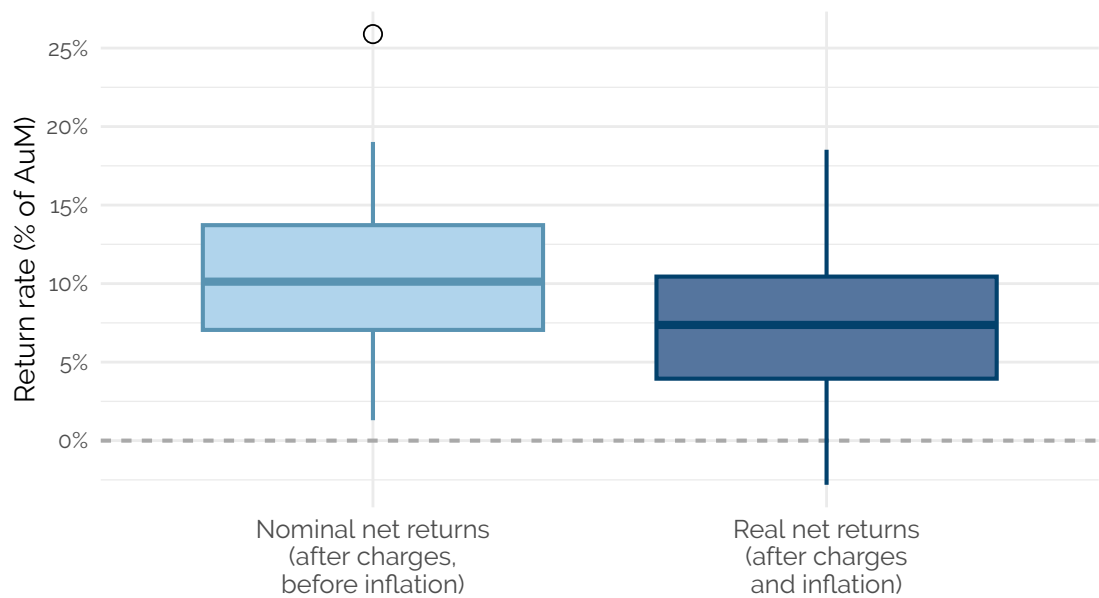 Return rate (% of AuM)
25%
20%
15%
10%
5%
0%
Nominal net returns
(after charges,
before inflation)
Real net returns
(after charges
and inflation)